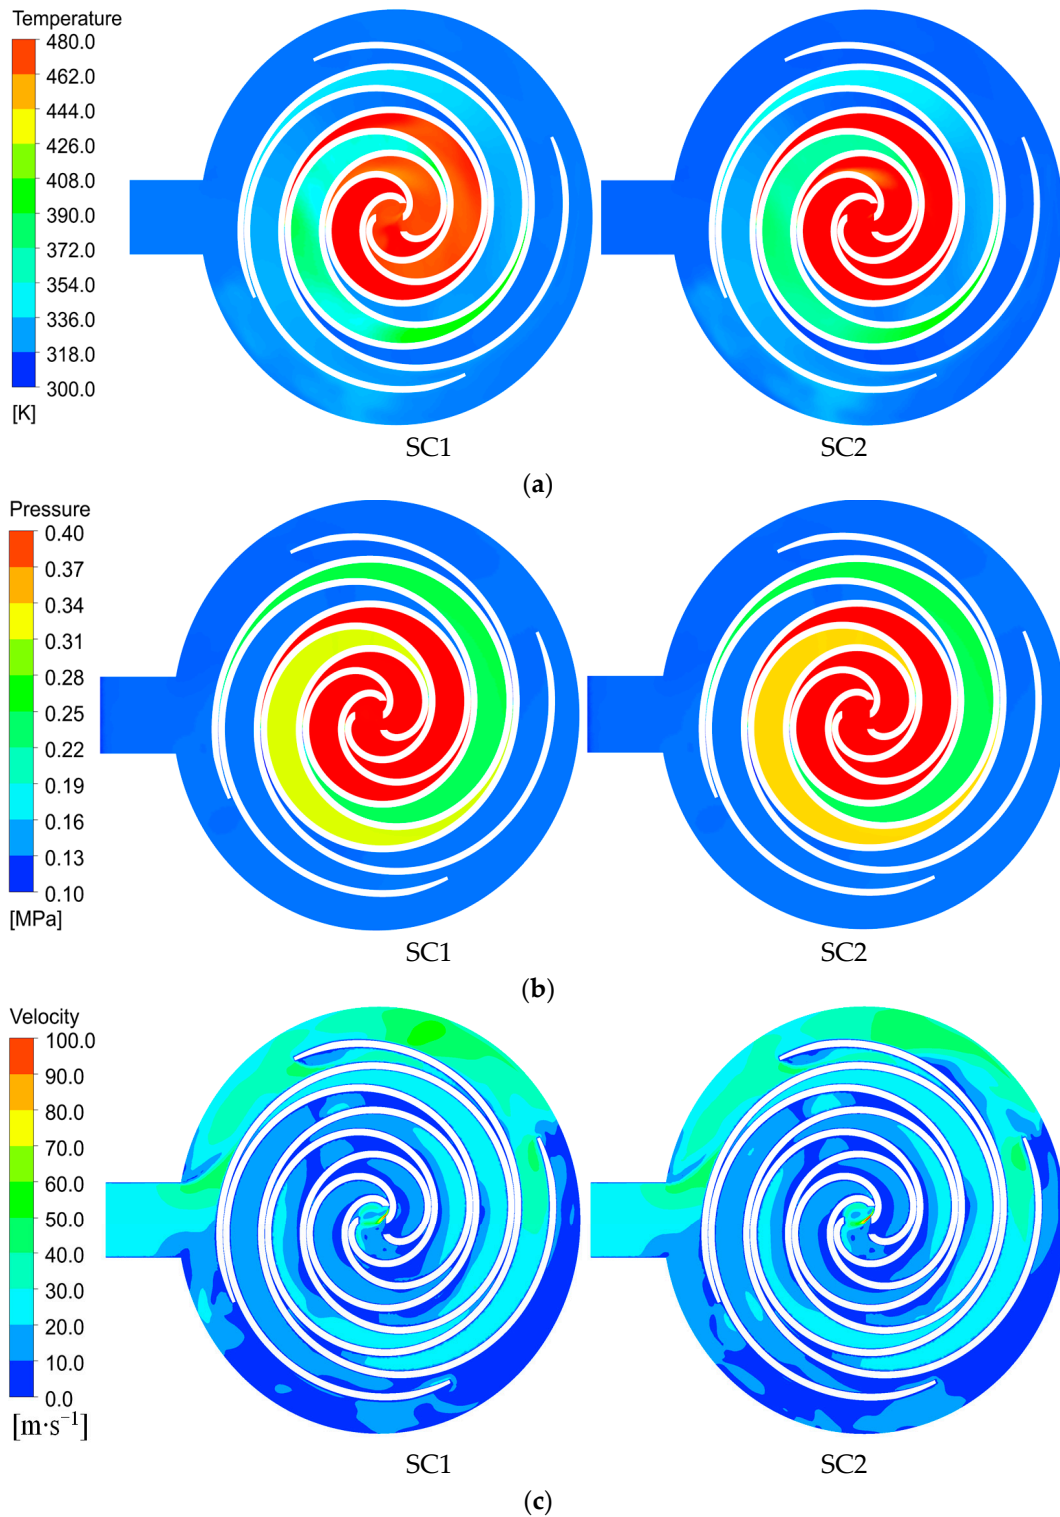 Temperature
480.0
462.0
444.0
426.0
408.0
390.0
372.0
354.0
336.0
318.0
300.0
[K]
SC1 SC2
(a)
Pressure
0.40
0.37
0.34
0.31
0.28
0.25
0.22
0.19
0.16
0.13
0.10
[MPa]
SC1 SC2
(b)
Velocity
100.0
90.0
80.0
70.0
60.0
50.0
40.0
30.0
20.0
10.0
0.0
[m·s⁻¹]
SC1 SC2
(c)